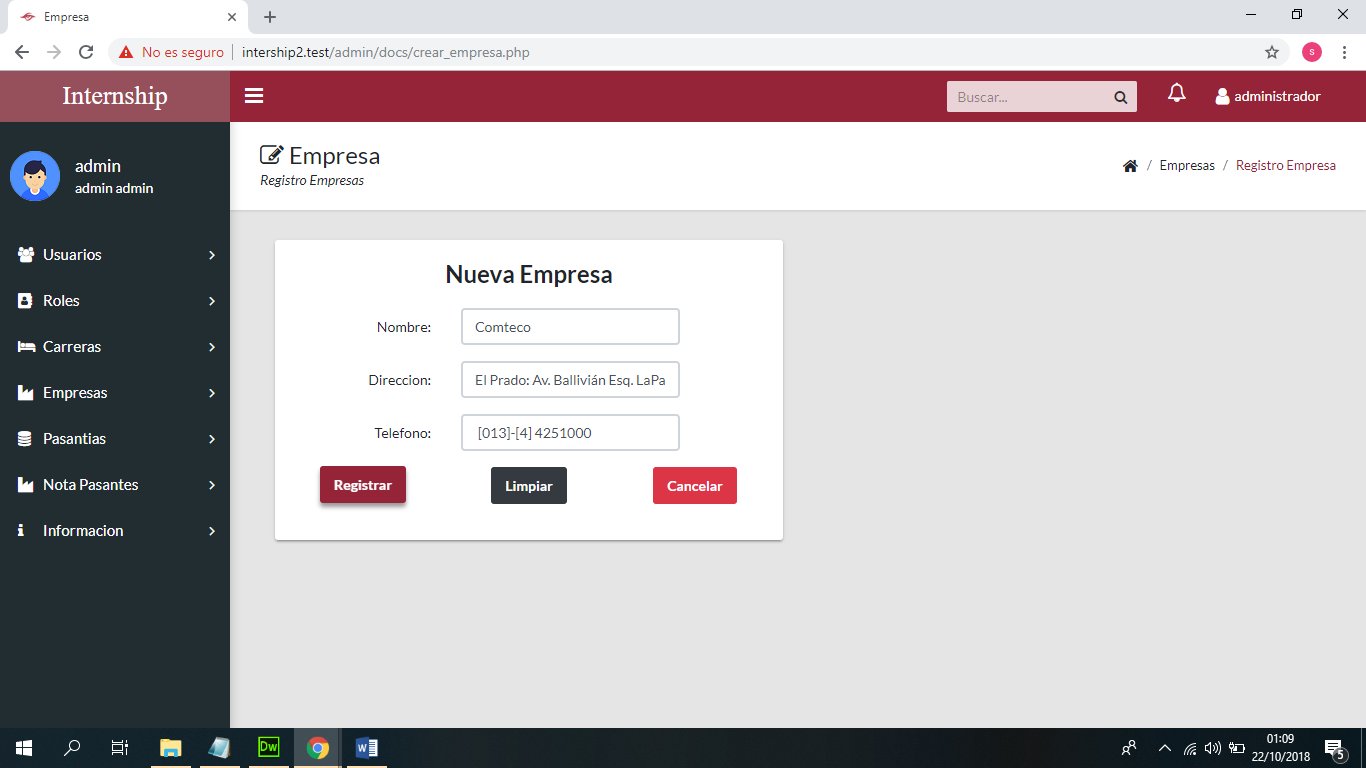 Empresa
No es seguro
intership2.test/admin/docs/crear_empresa.php
s
Internship
Buscar...
administrador
admin
admin admin
Empresa
Registro Empresas
/ Empresas / Registro Empresa
Usuarios
Roles
Carreras
Empresas
Pasantias
Nota Pasantes
Informacion
Nueva Empresa
Nombre: Comteco
Direccion: El Prado: Av. Ballivián Esq. LaPa
Telefono: [013]-[4] 4251000
Registrar Limpiar Cancelar
Dw
W
01:09
22/10/2018
5